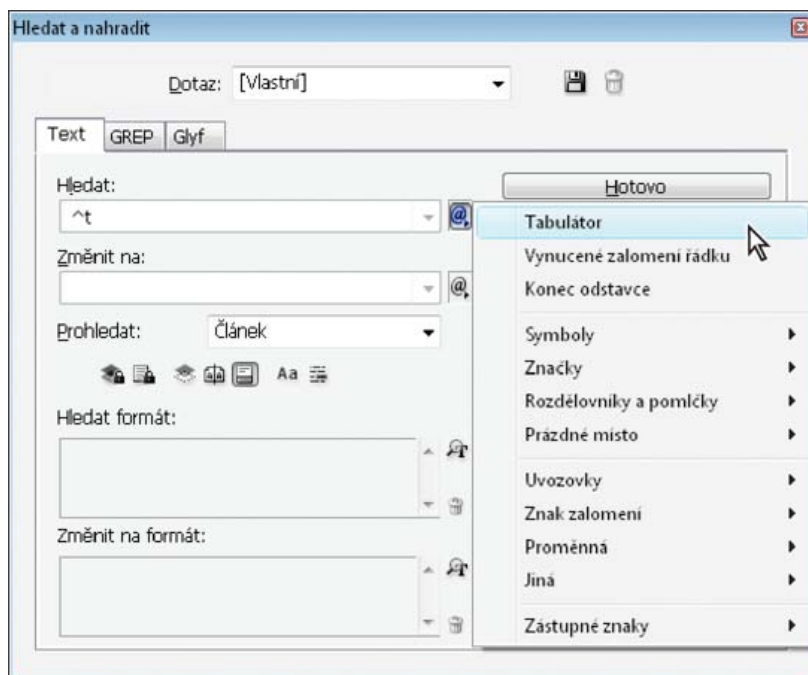 Hledat a nahradit
Dotaz: [Vlastní]
Text GREP Glyf
Hledat:
^t
Hotovo
Změnit na:
Prohledat: Článek
Aa
Hledat formát:
Změnit na formát:
Tabulátor
Vynucené zalomení řádku
Konec odstavce
Symboly
Značky
Rozdělovníky a pomlčky
Prázdné místo
Uvozovky
Znak zalomení
Proměnná
Jiná
Zástupné znaky